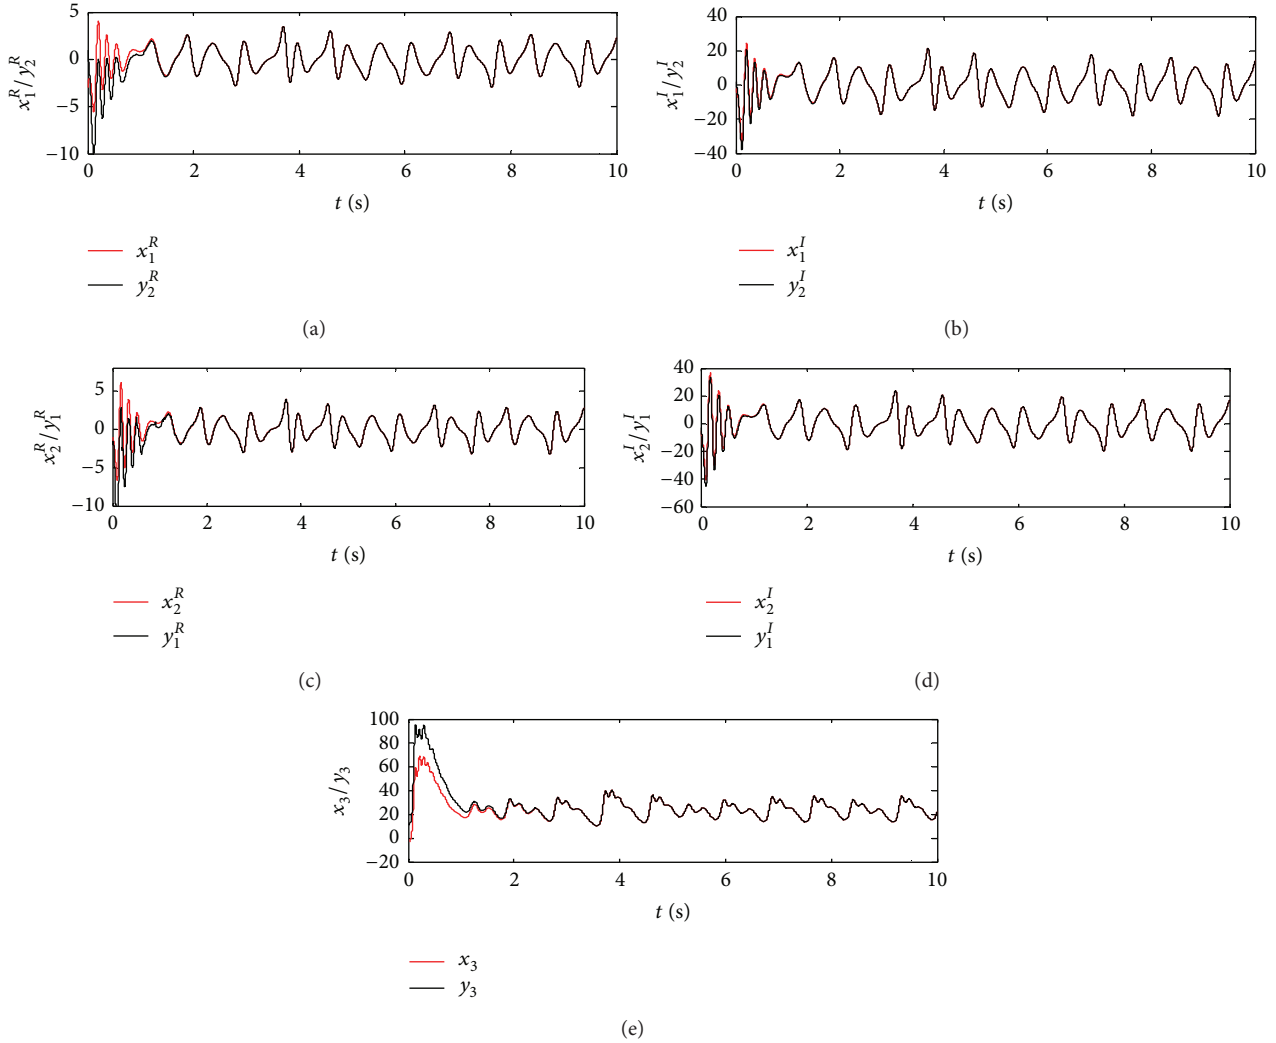 5
0
−5
−10
x₁ᴿ/y₂ᴿ
0 2 4 6 8 10
t (s)
x₁ᴿ
y₂ᴿ
(a)
40
20
0
−20
−40
x₁ᴵ/y₂ᴵ
0 2 4 6 8 10
t (s)
x₁ᴵ
y₂ᴵ
(b)
5
0
−5
−10
x₂ᴿ/y₁ᴿ
0 2 4 6 8 10
t (s)
x₂ᴿ
y₁ᴿ
(c)
40
20
0
−20
−40
−60
x₂ᴵ/y₁ᴵ
0 2 4 6 8 10
t (s)
x₂ᴵ
y₁ᴵ
(d)
100
80
60
40
20
0
−20
x₃/y₃
0 2 4 6 8 10
t (s)
x₃
y₃
(e)